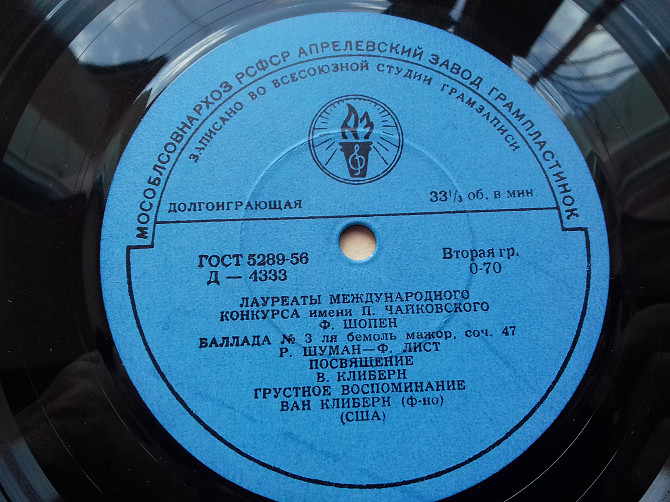 МОСОБЛСОВНАРХОЗ РСФСР АПРЕЛЕВСКИЙ ЗАВОД ГРАМПЛАСТИНОК
ЗАПИСАНО ВО ВСЕСОЮЗНОЙ СТУДИИ ГРАМЗАПИСИ
ДОЛГОИГРАЮЩАЯ 33 1/3 об. в мин
ГОСТ 5289-56 Вторая гр.
Д — 4333 0-70
ЛАУРЕАТЫ МЕЖДУНАРОДНОГО
КОНКУРСА имени П. ЧАЙКОВСКОГО
Ф. ШОПЕН
БАЛЛАДА № 3 ля бемоль мажор, соч. 47
Р. ШУМАН—Ф. ЛИСТ
ПОСВЯЩЕНИЕ
В. КЛИБЕРН
ГРУСТНОЕ ВОСПОМИНАНИЕ
ВАН КЛИБЕРН (ф-но)
(США)